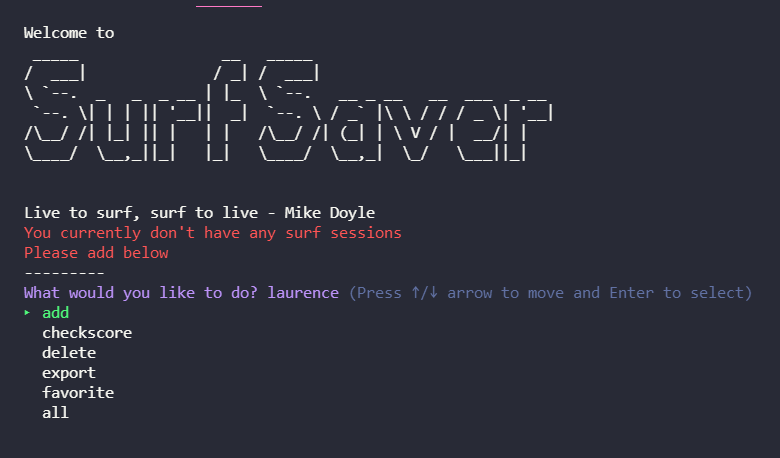 Welcome to
Surf Saver
Live to surf, surf to live - Mike Doyle
You currently don't have any surf sessions
Please add below
---------
What would you like to do? laurence (Press ↑/↓ arrow to move and Enter to select)
‣ add
checkscore
delete
export
favorite
all